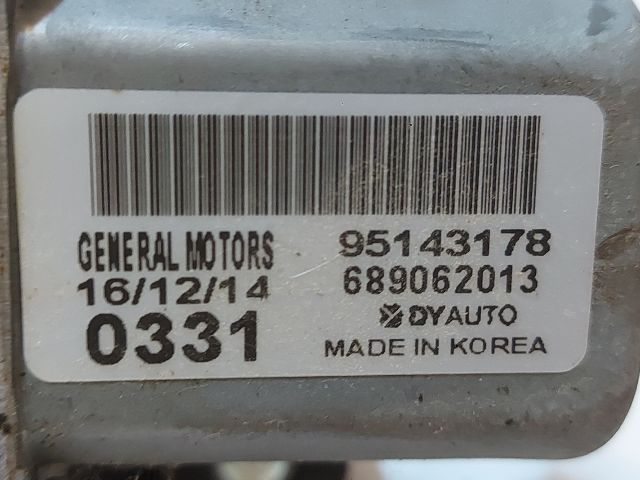 GENERAL MOTORS 95143178
16/12/14 689062013
0331 DYAUTO
MADE IN KOREA